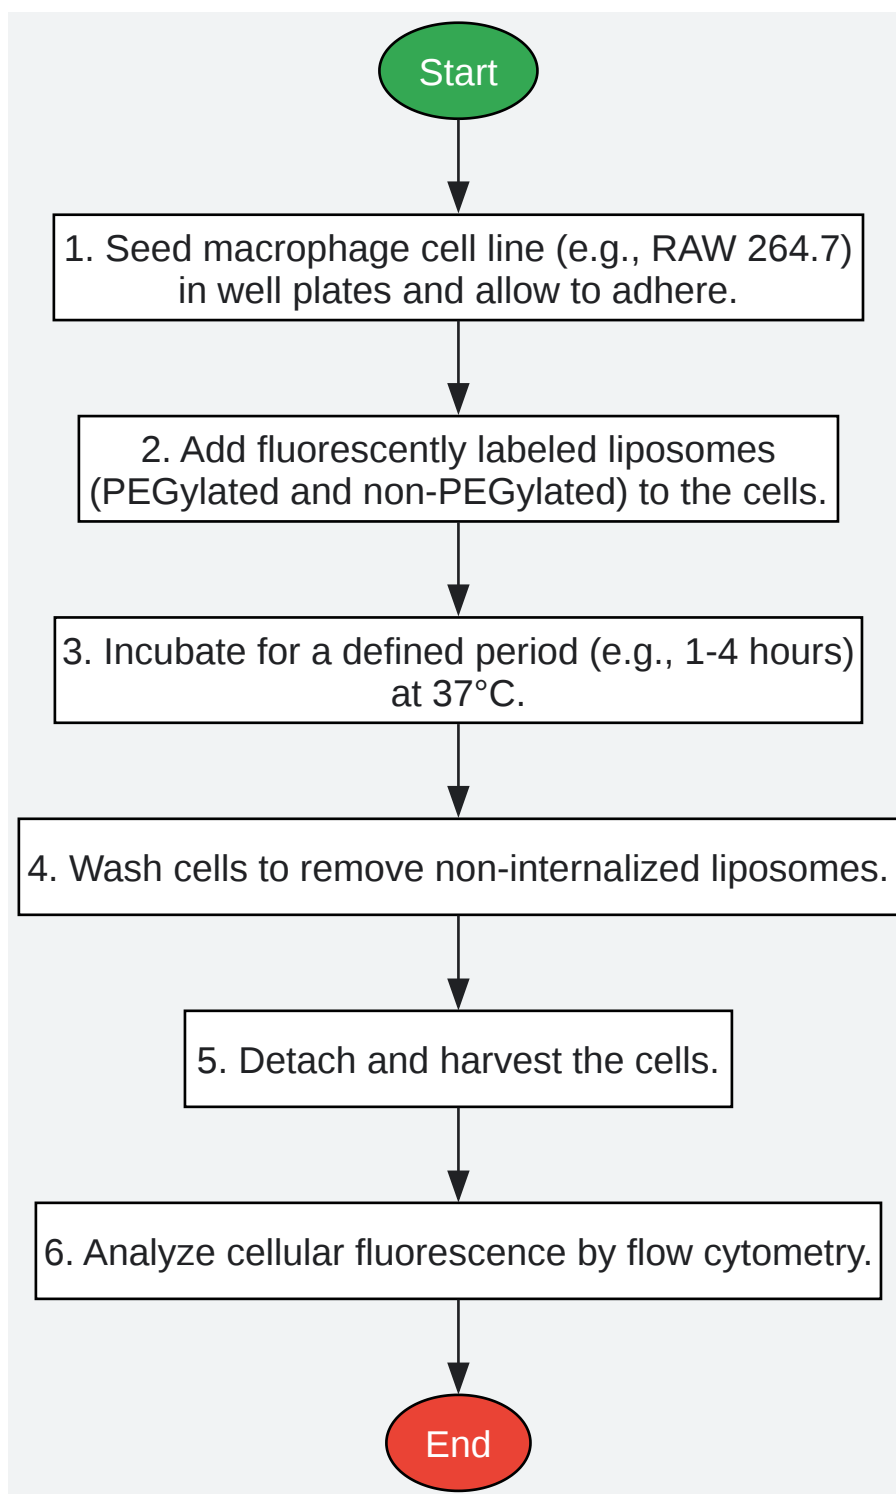 Start
1. Seed macrophage cell line (e.g., RAW 264.7)
in well plates and allow to adhere.
2. Add fluorescently labeled liposomes
(PEGylated and non-PEGylated) to the cells.
3. Incubate for a defined period (e.g., 1-4 hours)
at 37°C.
4. Wash cells to remove non-internalized liposomes.
5. Detach and harvest the cells.
6. Analyze cellular fluorescence by flow cytometry.
End